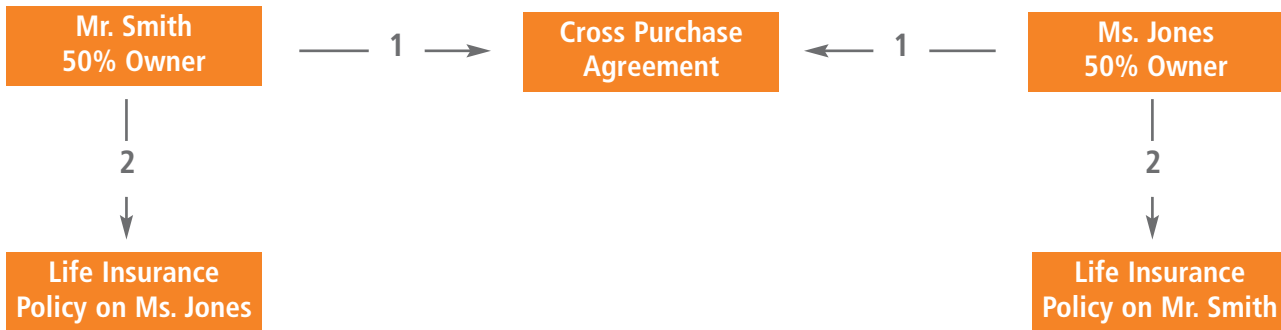 Mr. Smith
50% Owner
1
Cross Purchase
Agreement
1
Ms. Jones
50% Owner
2
2
Life Insurance
Policy on Ms. Jones
Life Insurance
Policy on Mr. Smith